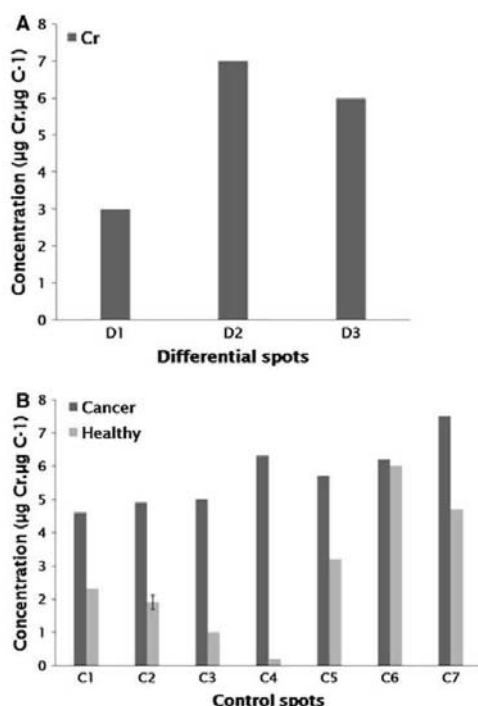 A
Cr
Concentration (µg Cr.µg C-1)
8
7
6
5
4
3
2
1
0
D1 D2 D3
Differential spots
B
Cancer
Healthy
Concentration (µg Cr.µg C-1)
8
7
6
5
4
3
2
1
0
C1 C2 C3 C4 C5 C6 C7
Control spots